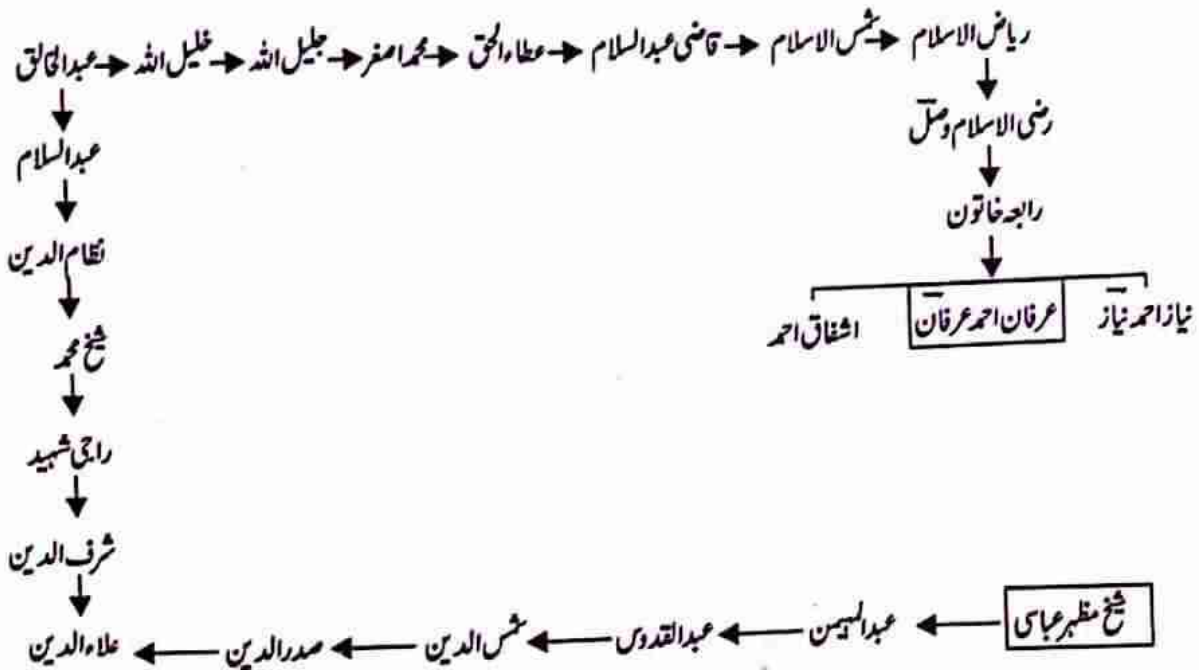 ریاض الاسلام
شمس الاسلام
قاضی عبدالسلام
عطاء الحق
محمد اصغر
جلیل اللہ
خلیل اللہ
عبدالخالق
رضی الاسلام وصلؔ
عبدالسلام
رابعہ خاتون
نظام الدین
نیاز احمد نیازؔ
عرفان احمد عرفانؔ
اشفاق احمد
شیخ محمد
راجی شہید
شرف الدین
شیخ مظہر عباسی
عبدالمہیمن
عبدالقدوس
شمس الدین
صدرالدین
علاء الدین